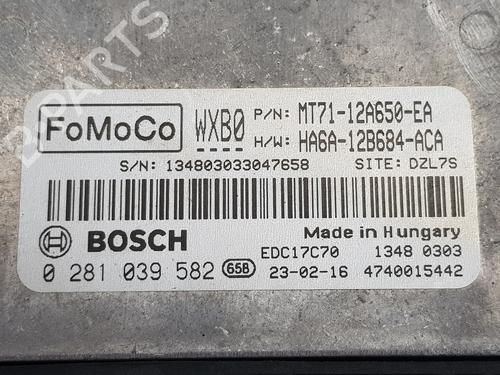 FoMoCo WXB0 P/N: MT71-12A650-EA
H/W: HA6A-12B684-ACA
S/N: 134803033047658 SITE: DZL7S
BOSCH Made in Hungary
EDC17C70 1348 0303
0 281 039 582 658 23-02-16 4740015442
B-PARTS